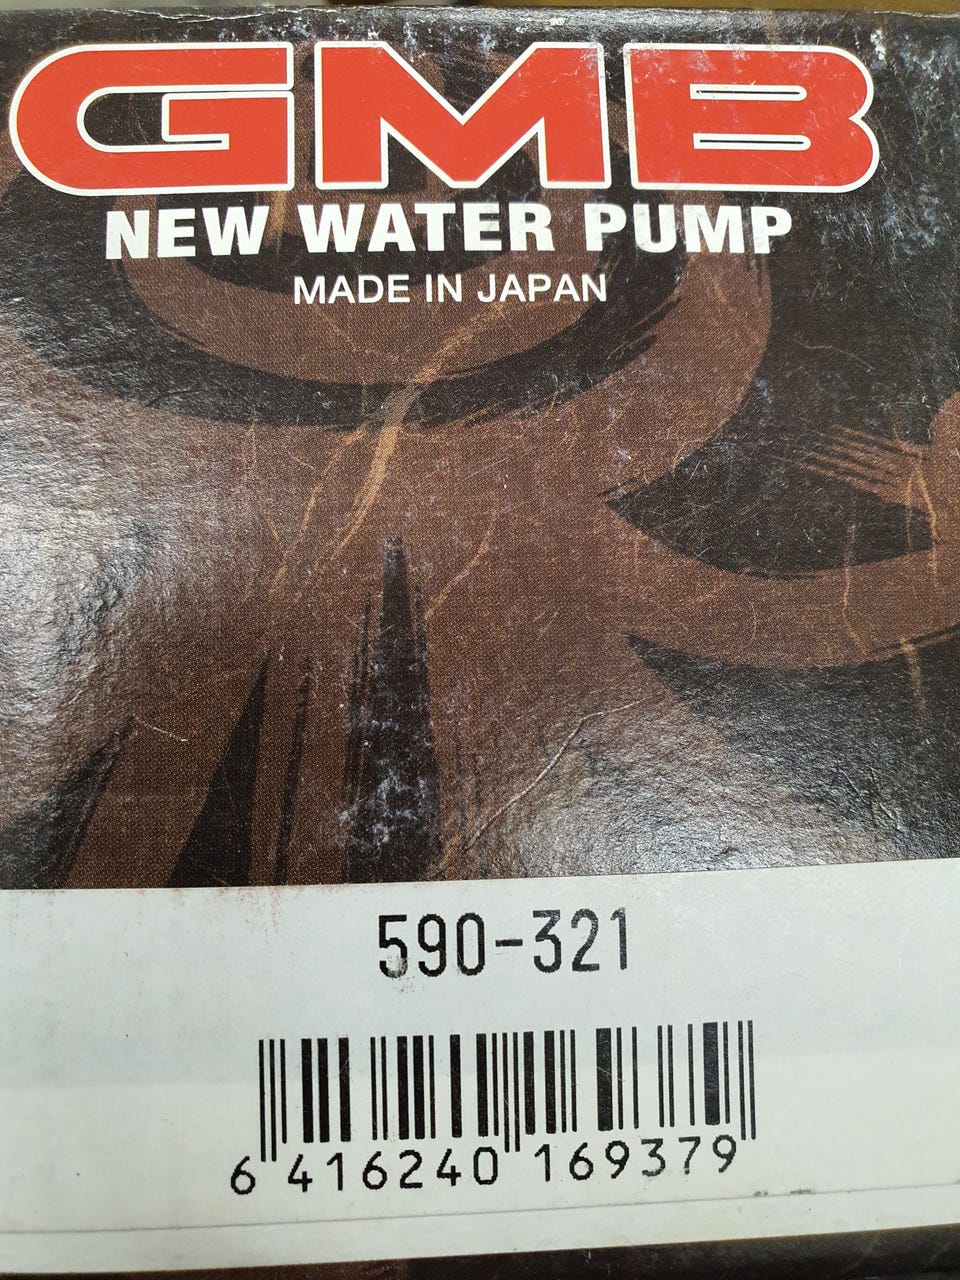 GMB
NEW WATER PUMP
MADE IN JAPAN
590-321
6 416240 169379